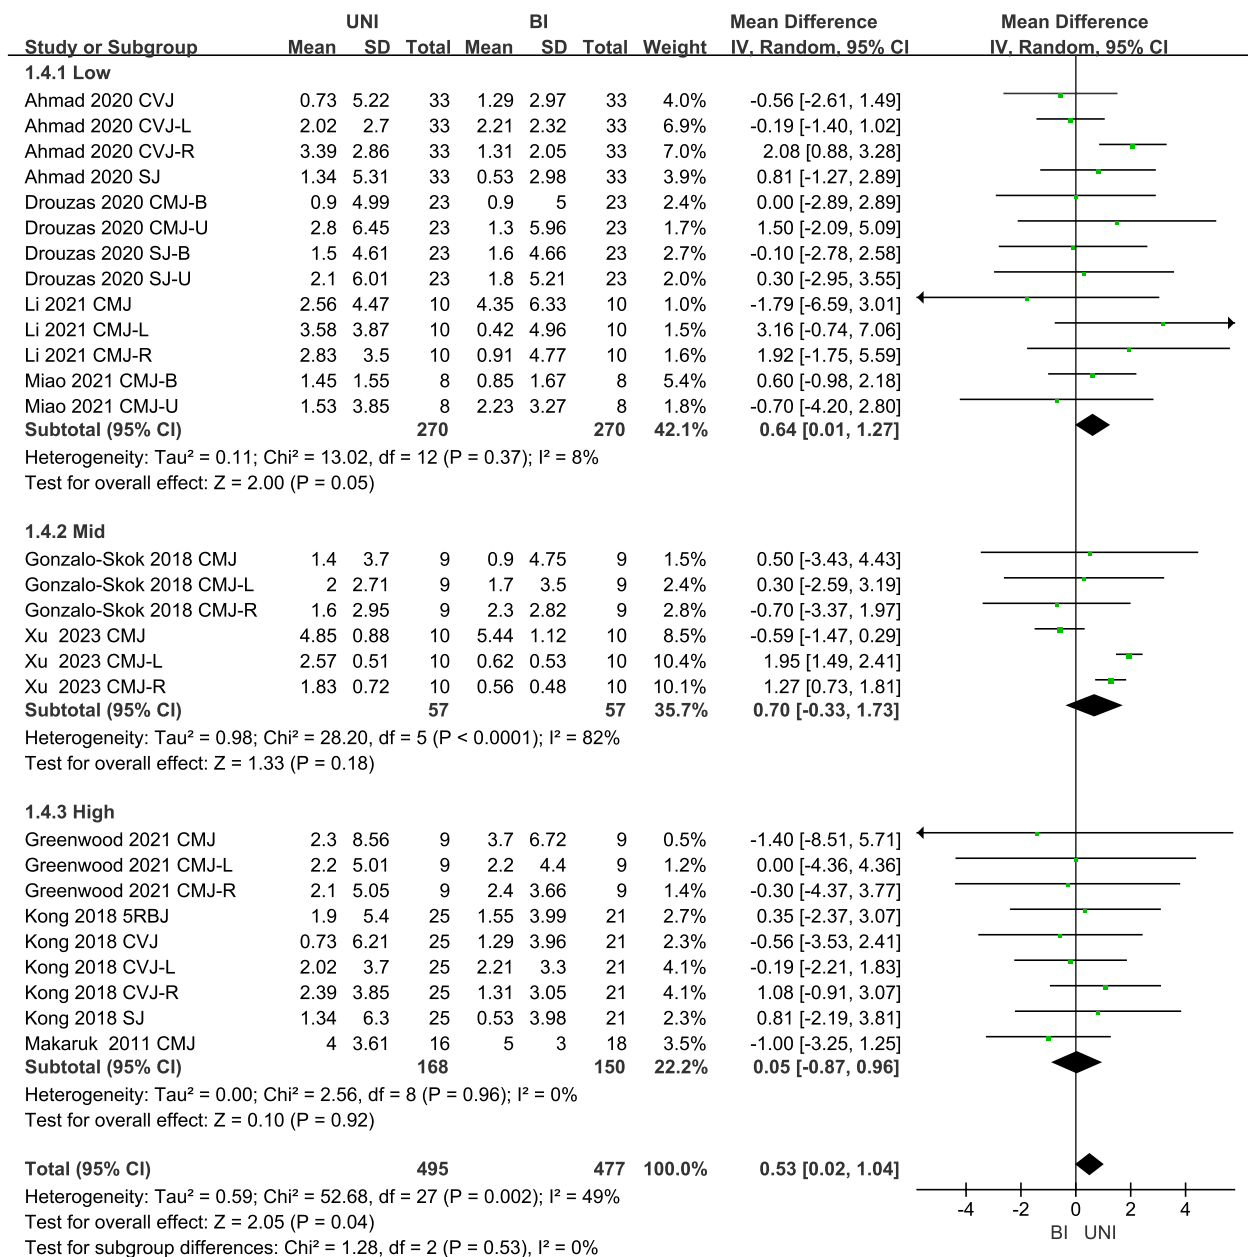 UNI BI Mean Difference Mean Difference
Study or Subgroup Mean SD Total Mean SD Total Weight IV, Random, 95% CI IV, Random, 95% CI
1.4.1 Low
Ahmad 2020 CVJ 0.73 5.22 33 1.29 2.97 33 4.0% -0.56 [-2.61, 1.49]
Ahmad 2020 CVJ-L 2.02 2.7 33 2.21 2.32 33 6.9% -0.19 [-1.40, 1.02]
Ahmad 2020 CVJ-R 3.39 2.86 33 1.31 2.05 33 7.0% 2.08 [0.88, 3.28]
Ahmad 2020 SJ 1.34 5.31 33 0.53 2.98 33 3.9% 0.81 [-1.27, 2.89]
Drouzas 2020 CMJ-B 0.9 4.99 23 0.9 5 23 2.4% 0.00 [-2.89, 2.89]
Drouzas 2020 CMJ-U 2.8 6.45 23 1.3 5.96 23 1.7% 1.50 [-2.09, 5.09]
Drouzas 2020 SJ-B 1.5 4.61 23 1.6 4.66 23 2.7% -0.10 [-2.78, 2.58]
Drouzas 2020 SJ-U 2.1 6.01 23 1.8 5.21 23 2.0% 0.30 [-2.95, 3.55]
Li 2021 CMJ 2.56 4.47 10 4.35 6.33 10 1.0% -1.79 [-6.59, 3.01]
Li 2021 CMJ-L 3.58 3.87 10 0.42 4.96 10 1.5% 3.16 [-0.74, 7.06]
Li 2021 CMJ-R 2.83 3.5 10 0.91 4.77 10 1.6% 1.92 [-1.75, 5.59]
Miao 2021 CMJ-B 1.45 1.55 8 0.85 1.67 8 5.4% 0.60 [-0.98, 2.18]
Miao 2021 CMJ-U 1.53 3.85 8 2.23 3.27 8 1.8% -0.70 [-4.20, 2.80]
Subtotal (95% CI) 270 270 42.1% 0.64 [0.01, 1.27]
Heterogeneity: Tau² = 0.11; Chi² = 13.02, df = 12 (P = 0.37); I² = 8%
Test for overall effect: Z = 2.00 (P = 0.05)
1.4.2 Mid
Gonzalo-Skok 2018 CMJ 1.4 3.7 9 0.9 4.75 9 1.5% 0.50 [-3.43, 4.43]
Gonzalo-Skok 2018 CMJ-L 2 2.71 9 1.7 3.5 9 2.4% 0.30 [-2.59, 3.19]
Gonzalo-Skok 2018 CMJ-R 1.6 2.95 9 2.3 2.82 9 2.8% -0.70 [-3.37, 1.97]
Xu 2023 CMJ 4.85 0.88 10 5.44 1.12 10 8.5% -0.59 [-1.47, 0.29]
Xu 2023 CMJ-L 2.57 0.51 10 0.62 0.53 10 10.4% 1.95 [1.49, 2.41]
Xu 2023 CMJ-R 1.83 0.72 10 0.56 0.48 10 10.1% 1.27 [0.73, 1.81]
Subtotal (95% CI) 57 57 35.7% 0.70 [-0.33, 1.73]
Heterogeneity: Tau² = 0.98; Chi² = 28.20, df = 5 (P < 0.0001); I² = 82%
Test for overall effect: Z = 1.33 (P = 0.18)
1.4.3 High
Greenwood 2021 CMJ 2.3 8.56 9 3.7 6.72 9 0.5% -1.40 [-8.51, 5.71]
Greenwood 2021 CMJ-L 2.2 5.01 9 2.2 4.4 9 1.2% 0.00 [-4.36, 4.36]
Greenwood 2021 CMJ-R 2.1 5.05 9 2.4 3.66 9 1.4% -0.30 [-4.37, 3.77]
Kong 2018 5RBJ 1.9 5.4 25 1.55 3.99 21 2.7% 0.35 [-2.37, 3.07]
Kong 2018 CVJ 0.73 6.21 25 1.29 3.96 21 2.3% -0.56 [-3.53, 2.41]
Kong 2018 CVJ-L 2.02 3.7 25 2.21 3.3 21 4.1% -0.19 [-2.21, 1.83]
Kong 2018 CVJ-R 2.39 3.85 25 1.31 3.05 21 4.1% 1.08 [-0.91, 3.07]
Kong 2018 SJ 1.34 6.3 25 0.53 3.98 21 2.3% 0.81 [-2.19, 3.81]
Makaruk 2011 CMJ 4 3.61 16 5 3 18 3.5% -1.00 [-3.25, 1.25]
Subtotal (95% CI) 168 150 22.2% 0.05 [-0.87, 0.96]
Heterogeneity: Tau² = 0.00; Chi² = 2.56, df = 8 (P = 0.96); I² = 0%
Test for overall effect: Z = 0.10 (P = 0.92)
Total (95% CI) 495 477 100.0% 0.53 [0.02, 1.04]
Heterogeneity: Tau² = 0.59; Chi² = 52.68, df = 27 (P = 0.002); I² = 49%
Test for overall effect: Z = 2.05 (P = 0.04)
Test for subgroup differences: Chi² = 1.28, df = 2 (P = 0.53), I² = 0%
-4 -2 0 2 4
BI UNI